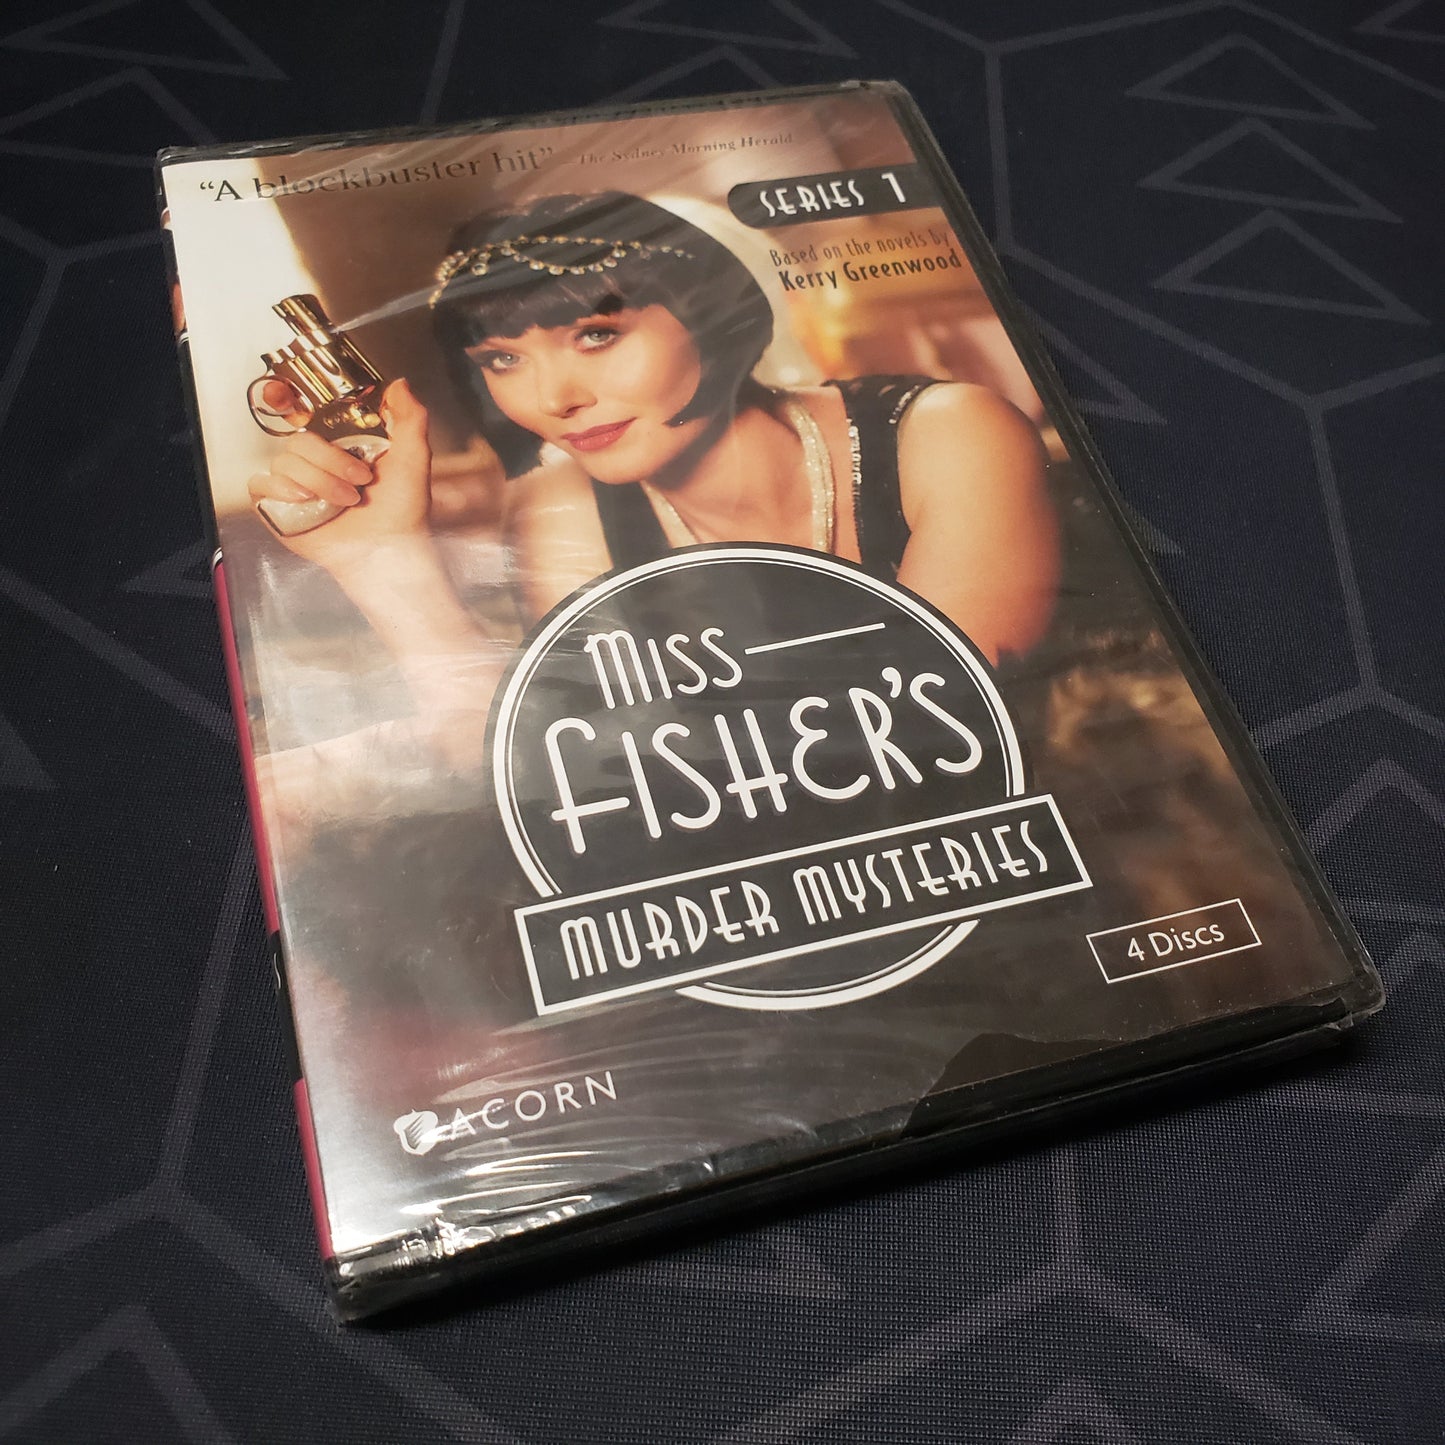 “A blockbuster hit” —The Sydney Morning Herald
SERIES 1
Based on the novels by
Kerry Greenwood
MISS
FISHER'S
MURDER MYSTERIES
4 DISCS
ACORN